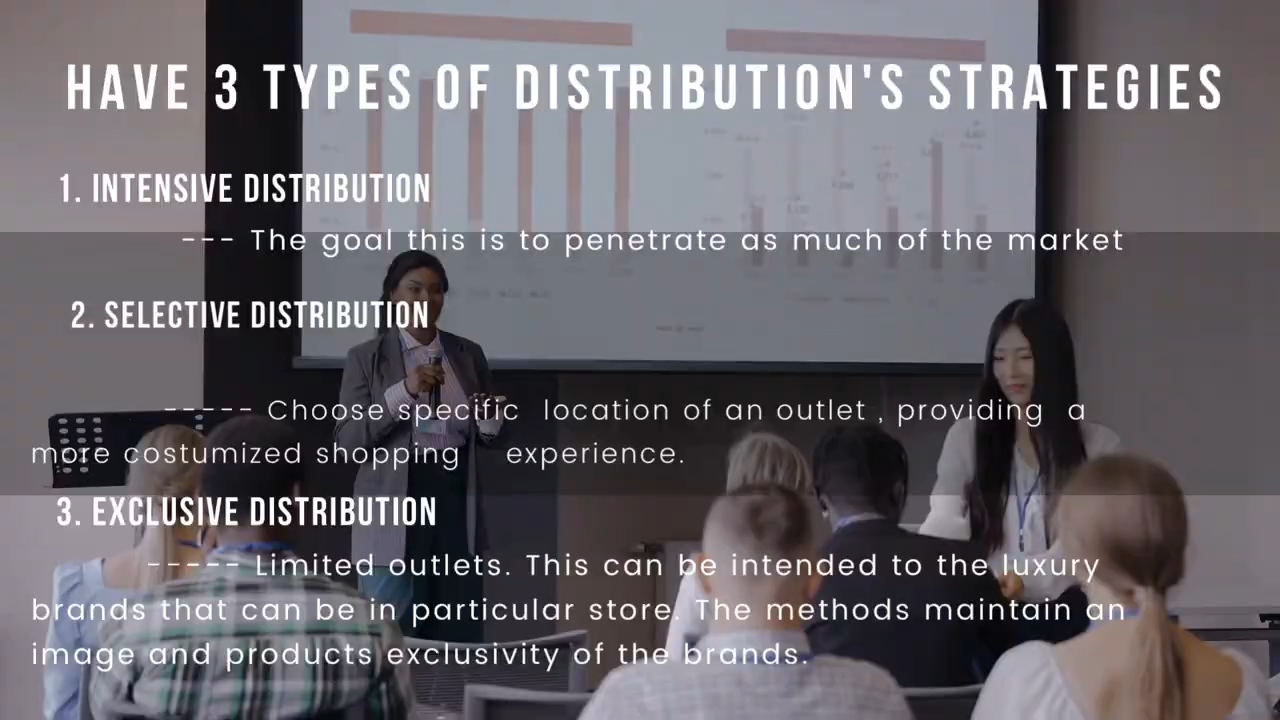 HAVE 3 TYPES OF DISTRIBUTION'S STRATEGIES
1. INTENSIVE DISTRIBUTION
--- The goal this is to penetrate as much of the market
2. SELECTIVE DISTRIBUTION
----- Choose specific location of an outlet , providing a
more costumized shopping experience.
3. EXCLUSIVE DISTRIBUTION
----- Limited outlets. This can be intended to the luxury
brands that can be in particular store. The methods maintain an
image and products exclusivity of the brands.